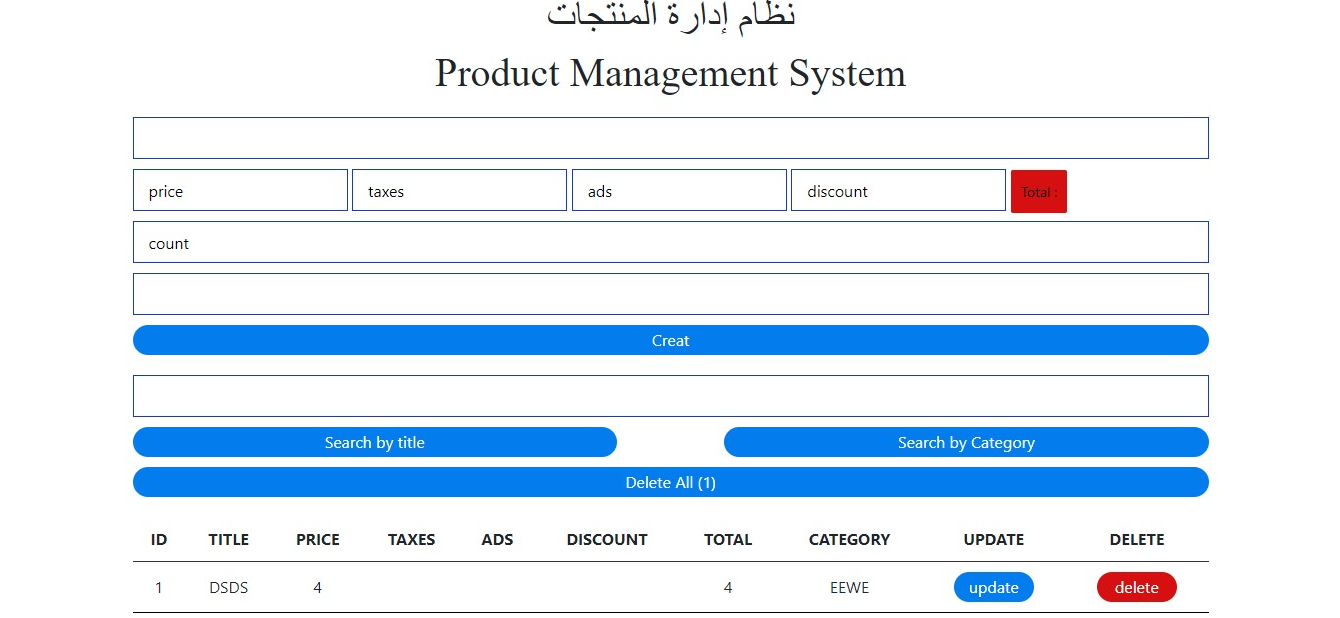 نظام إدارة المنتجات
Product Management System
price taxes ads discount Total :
count
Creat
Search by title Search by Category
Delete All (1)
ID TITLE PRICE TAXES ADS DISCOUNT TOTAL CATEGORY UPDATE DELETE
1 DSDS 4 4 EEWE update delete